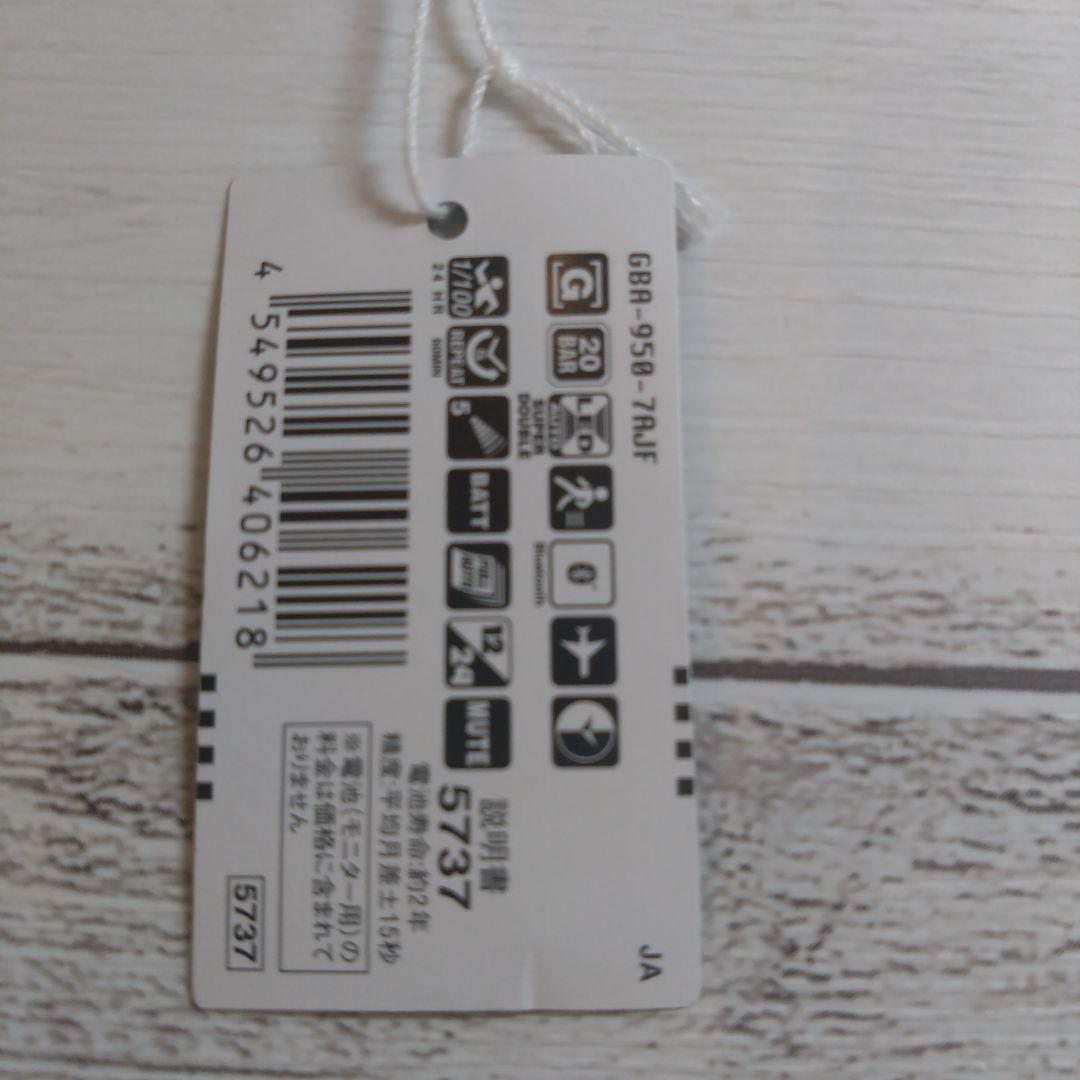 GBA-950-7AJF
G
20
BAR
LED
SUPER
DOUBLE
Bluetooth
1/100
24 HR
REPEAT
60MIN
5
BATT
FULL
AUTO
12/24
MUTE
説明書
5737
電池寿命:約2年
精度:平均月差±15秒
※電池(モニター用)の
料金は価格に含まれて
おりません
4 549526 406218
5737
JA